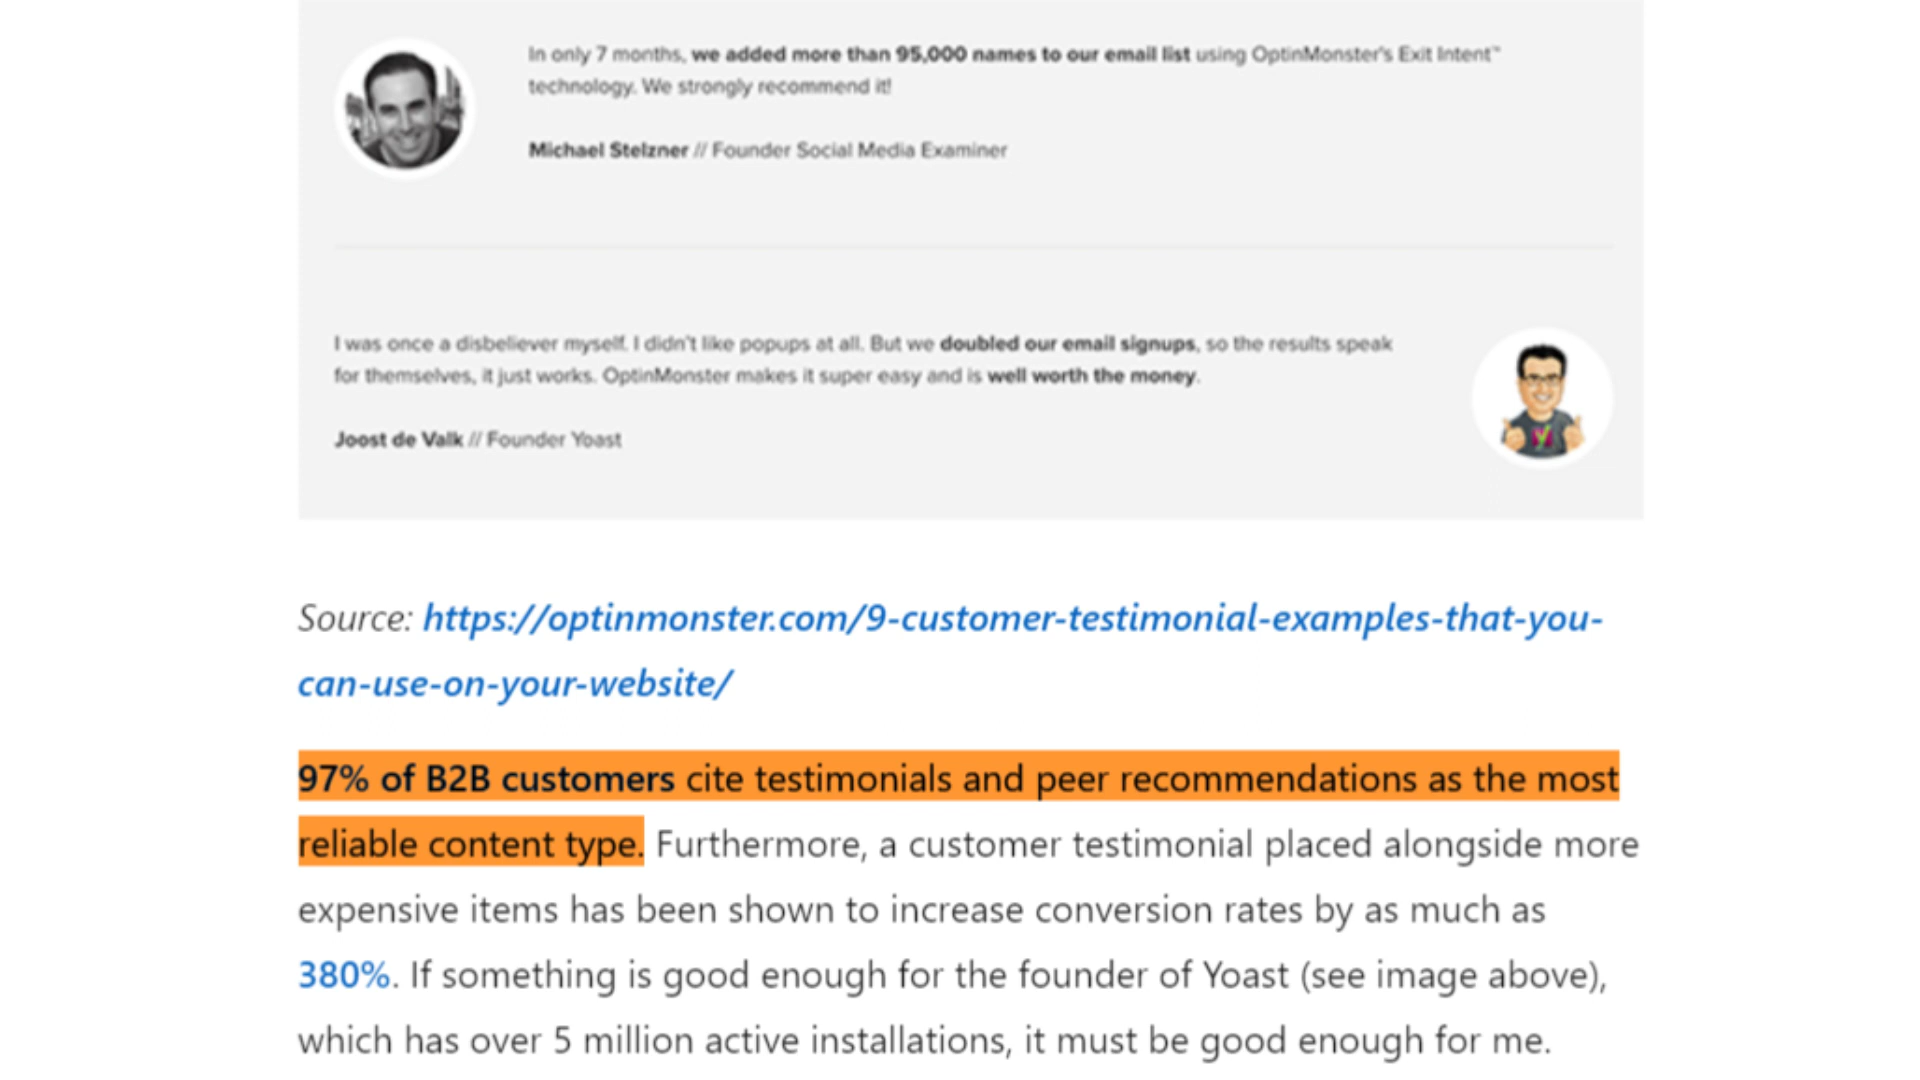 In only 7 months, we added more than 95,000 names to our email list using OptinMonster's Exit Intent™
technology. We strongly recommend it!
Michael Stelzner // Founder Social Media Examiner
I was once a disbeliever myself. I didn't like popups at all. But we doubled our email signups, so the results speak
for themselves, it just works. OptinMonster makes it super easy and is well worth the money.
Joost de Valk // Founder Yoast
Source: https://optinmonster.com/9-customer-testimonial-examples-that-you-
can-use-on-your-website/
97% of B2B customers cite testimonials and peer recommendations as the most
reliable content type. Furthermore, a customer testimonial placed alongside more
expensive items has been shown to increase conversion rates by as much as
380%. If something is good enough for the founder of Yoast (see image above),
which has over 5 million active installations, it must be good enough for me.